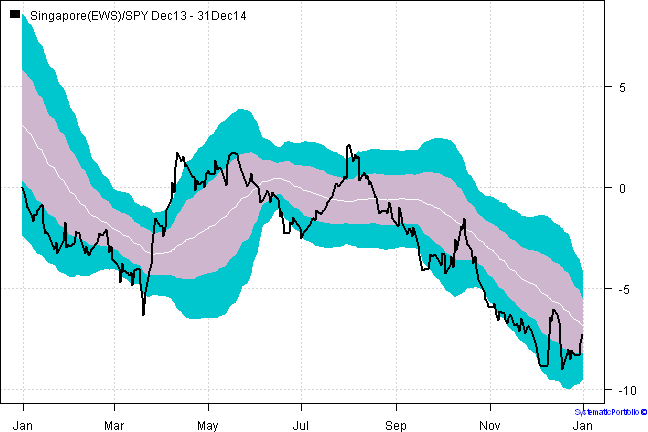 Singapore(EWS)/SPY Dec13 - 31Dec14
5
0
-5
-10
Jan Mar May Jul Sep Nov Jan
SystematicPortfolio ©